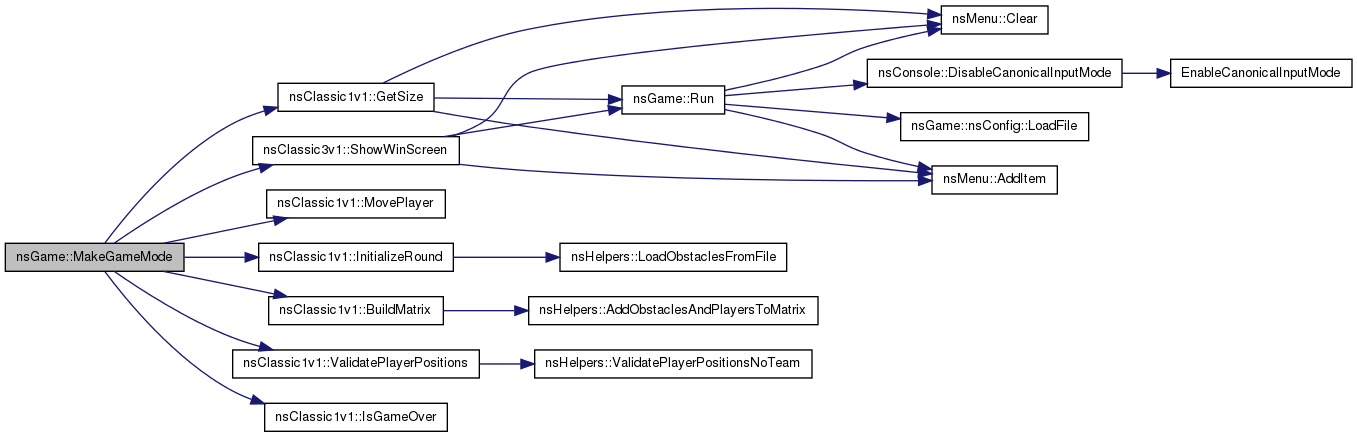 nsMenu::Clear
nsConsole::DisableCanonicalInputMode
EnableCanonicalInputMode
nsClassic1v1::GetSize
nsGame::Run
nsGame::nsConfig::LoadFile
nsClassic3v1::ShowWinScreen
nsMenu::AddItem
nsClassic1v1::MovePlayer
nsGame::MakeGameMode
nsClassic1v1::InitializeRound
nsHelpers::LoadObstaclesFromFile
nsClassic1v1::BuildMatrix
nsHelpers::AddObstaclesAndPlayersToMatrix
nsClassic1v1::ValidatePlayerPositions
nsHelpers::ValidatePlayerPositionsNoTeam
nsClassic1v1::IsGameOver